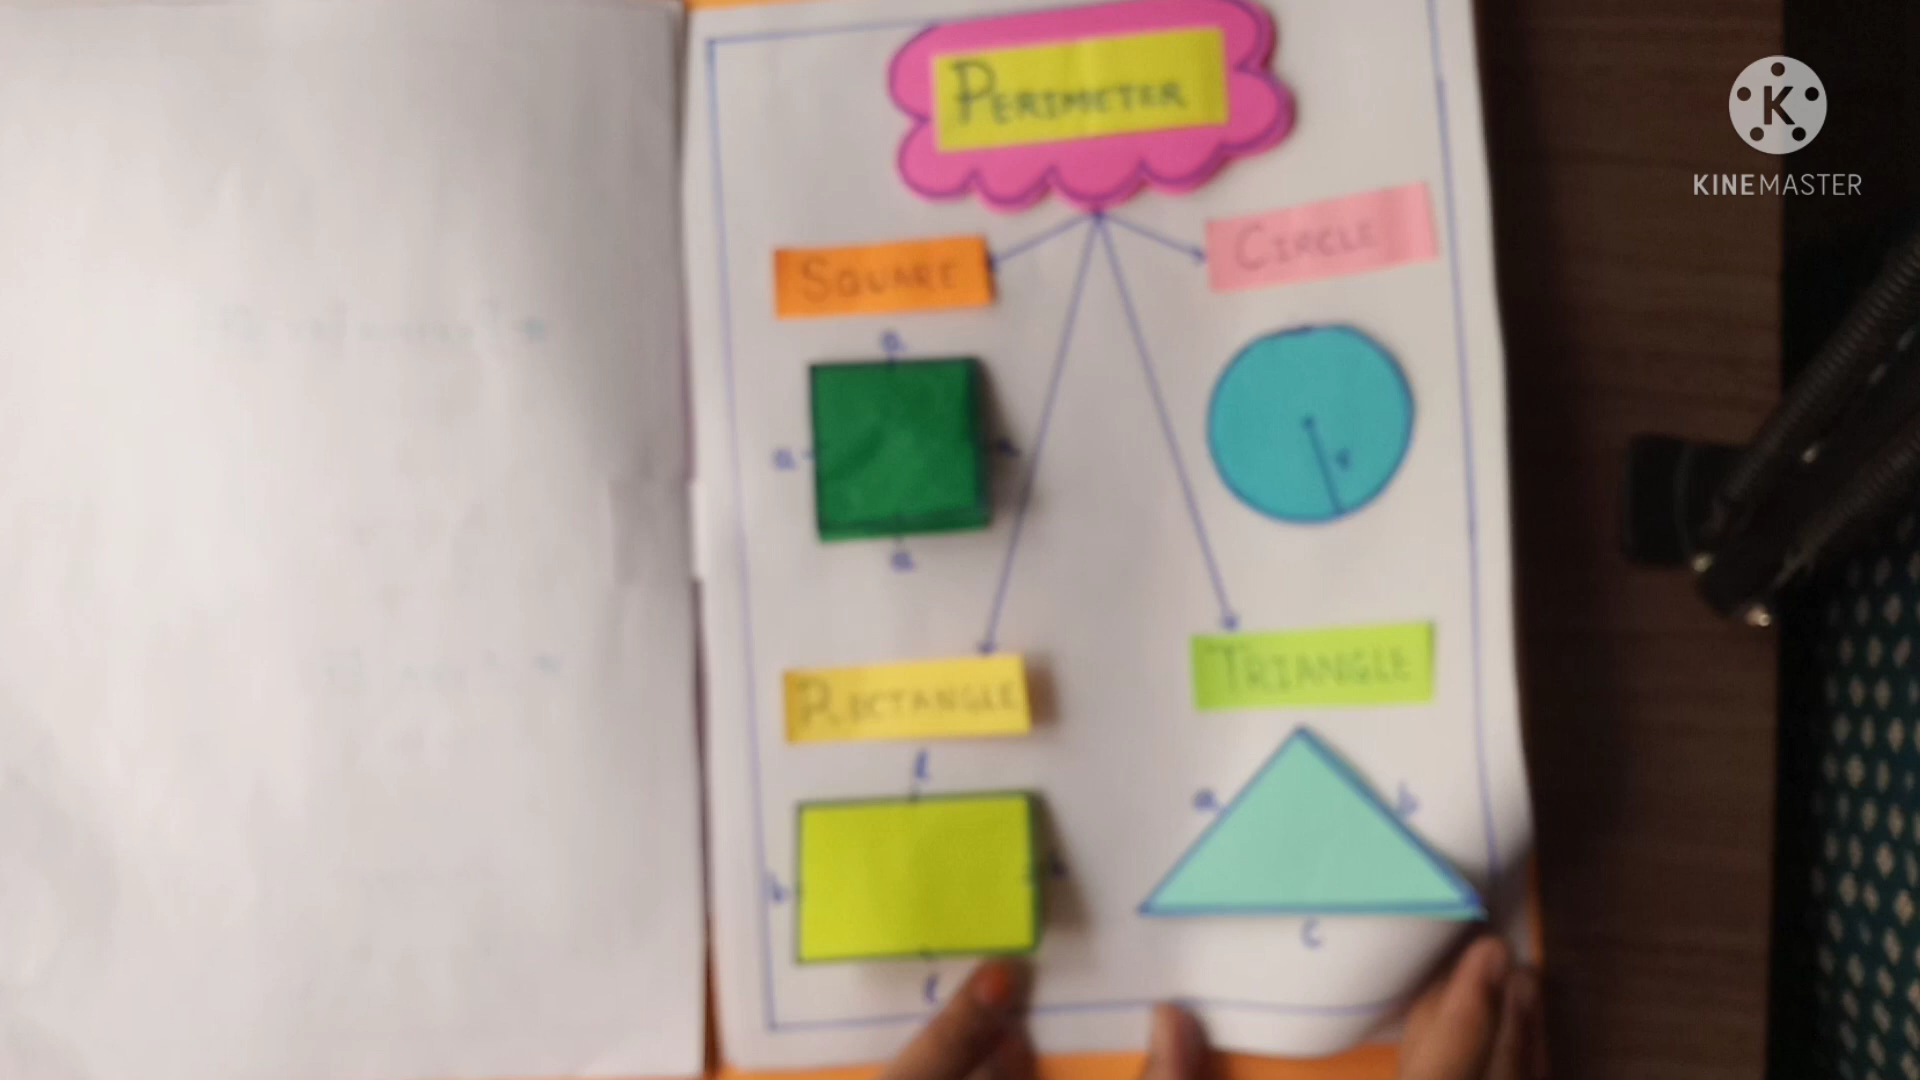 PERIMETER
SQUARE
CIRCLE
a
a
a
a
r
RECTANGLE
TRIANGLE
l
b
l
a
b
c
KINEMASTER